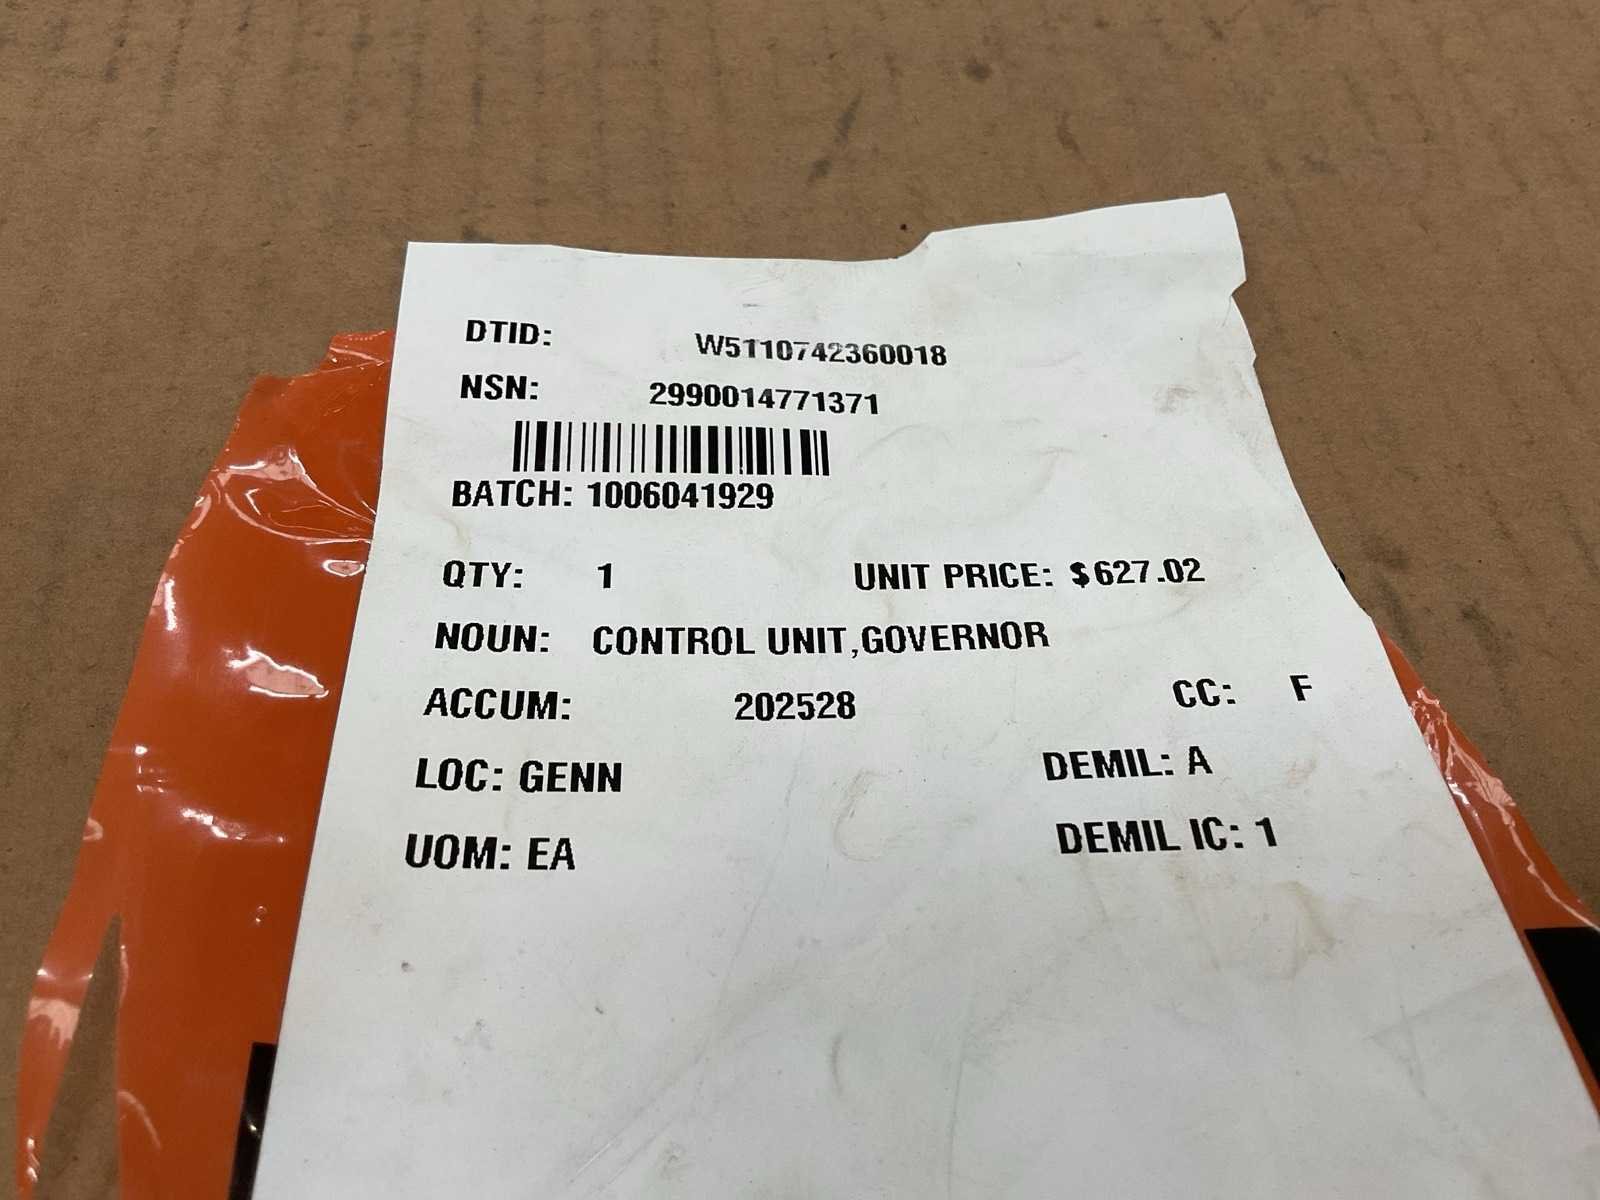 DTID: W5110742360018
NSN: 2990014771371
BATCH: 1006041929
QTY: 1 UNIT PRICE: $627.02
NOUN: CONTROL UNIT,GOVERNOR
ACCUM: 202528 CC: F
LOC: GENN DEMIL: A
UOM: EA DEMIL IC: 1